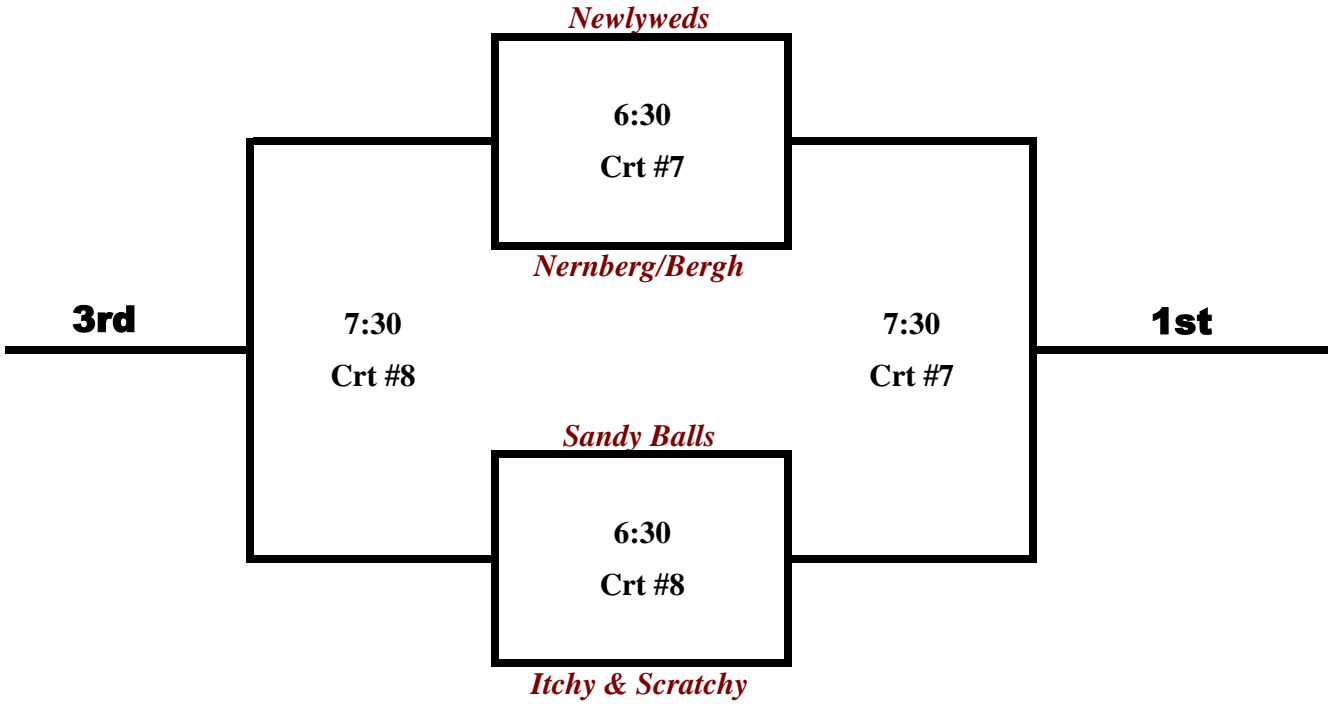 Newlyweds
6:30
Crt #7
Nernberg/Bergh
3rd
7:30
Crt #8
7:30
Crt #7
1st
Sandy Balls
6:30
Crt #8
Itchy & Scratchy